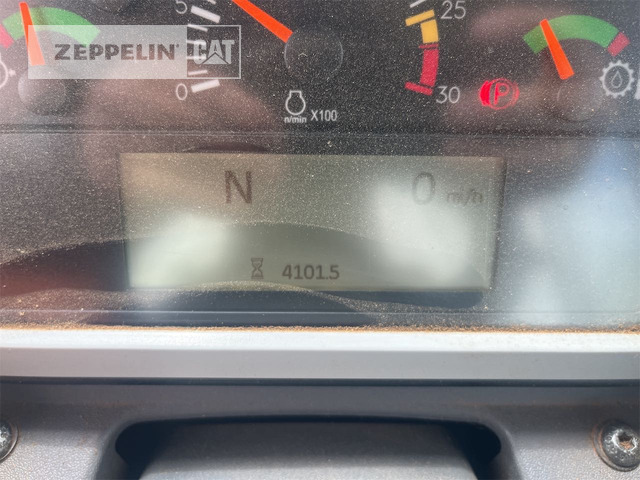 ZEPPELIN CAT
5
0
n/min X100
25
30
P
N 0 m/h
4101.5